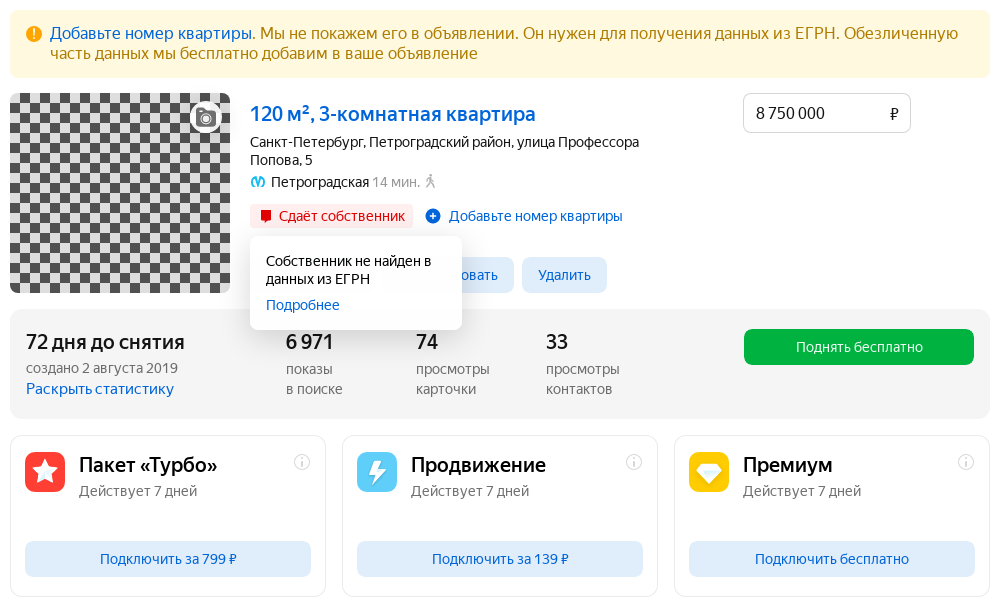 Добавьте номер квартиры. Мы не покажем его в объявлении. Он нужен для получения данных из ЕГРН. Обезличенную
часть данных мы бесплатно добавим в ваше объявление
120 м², 3-комнатная квартира
8 750 000 ₽
Санкт-Петербург, Петроградский район, улица Профессора
Попова, 5
Петроградская 14 мин.
Сдаёт собственник
Добавьте номер квартиры
Собственник не найден в
данных из ЕГРН
Подробнее
овать
Удалить
72 дня до снятия
создано 2 августа 2019
Раскрыть статистику
6 971
показы
в поиске
74
просмотры
карточки
33
просмотры
контактов
Поднять бесплатно
Пакет «Турбо»
Действует 7 дней
Подключить за 799 ₽
Продвижение
Действует 7 дней
Подключить за 139 ₽
Премиум
Действует 7 дней
Подключить бесплатно